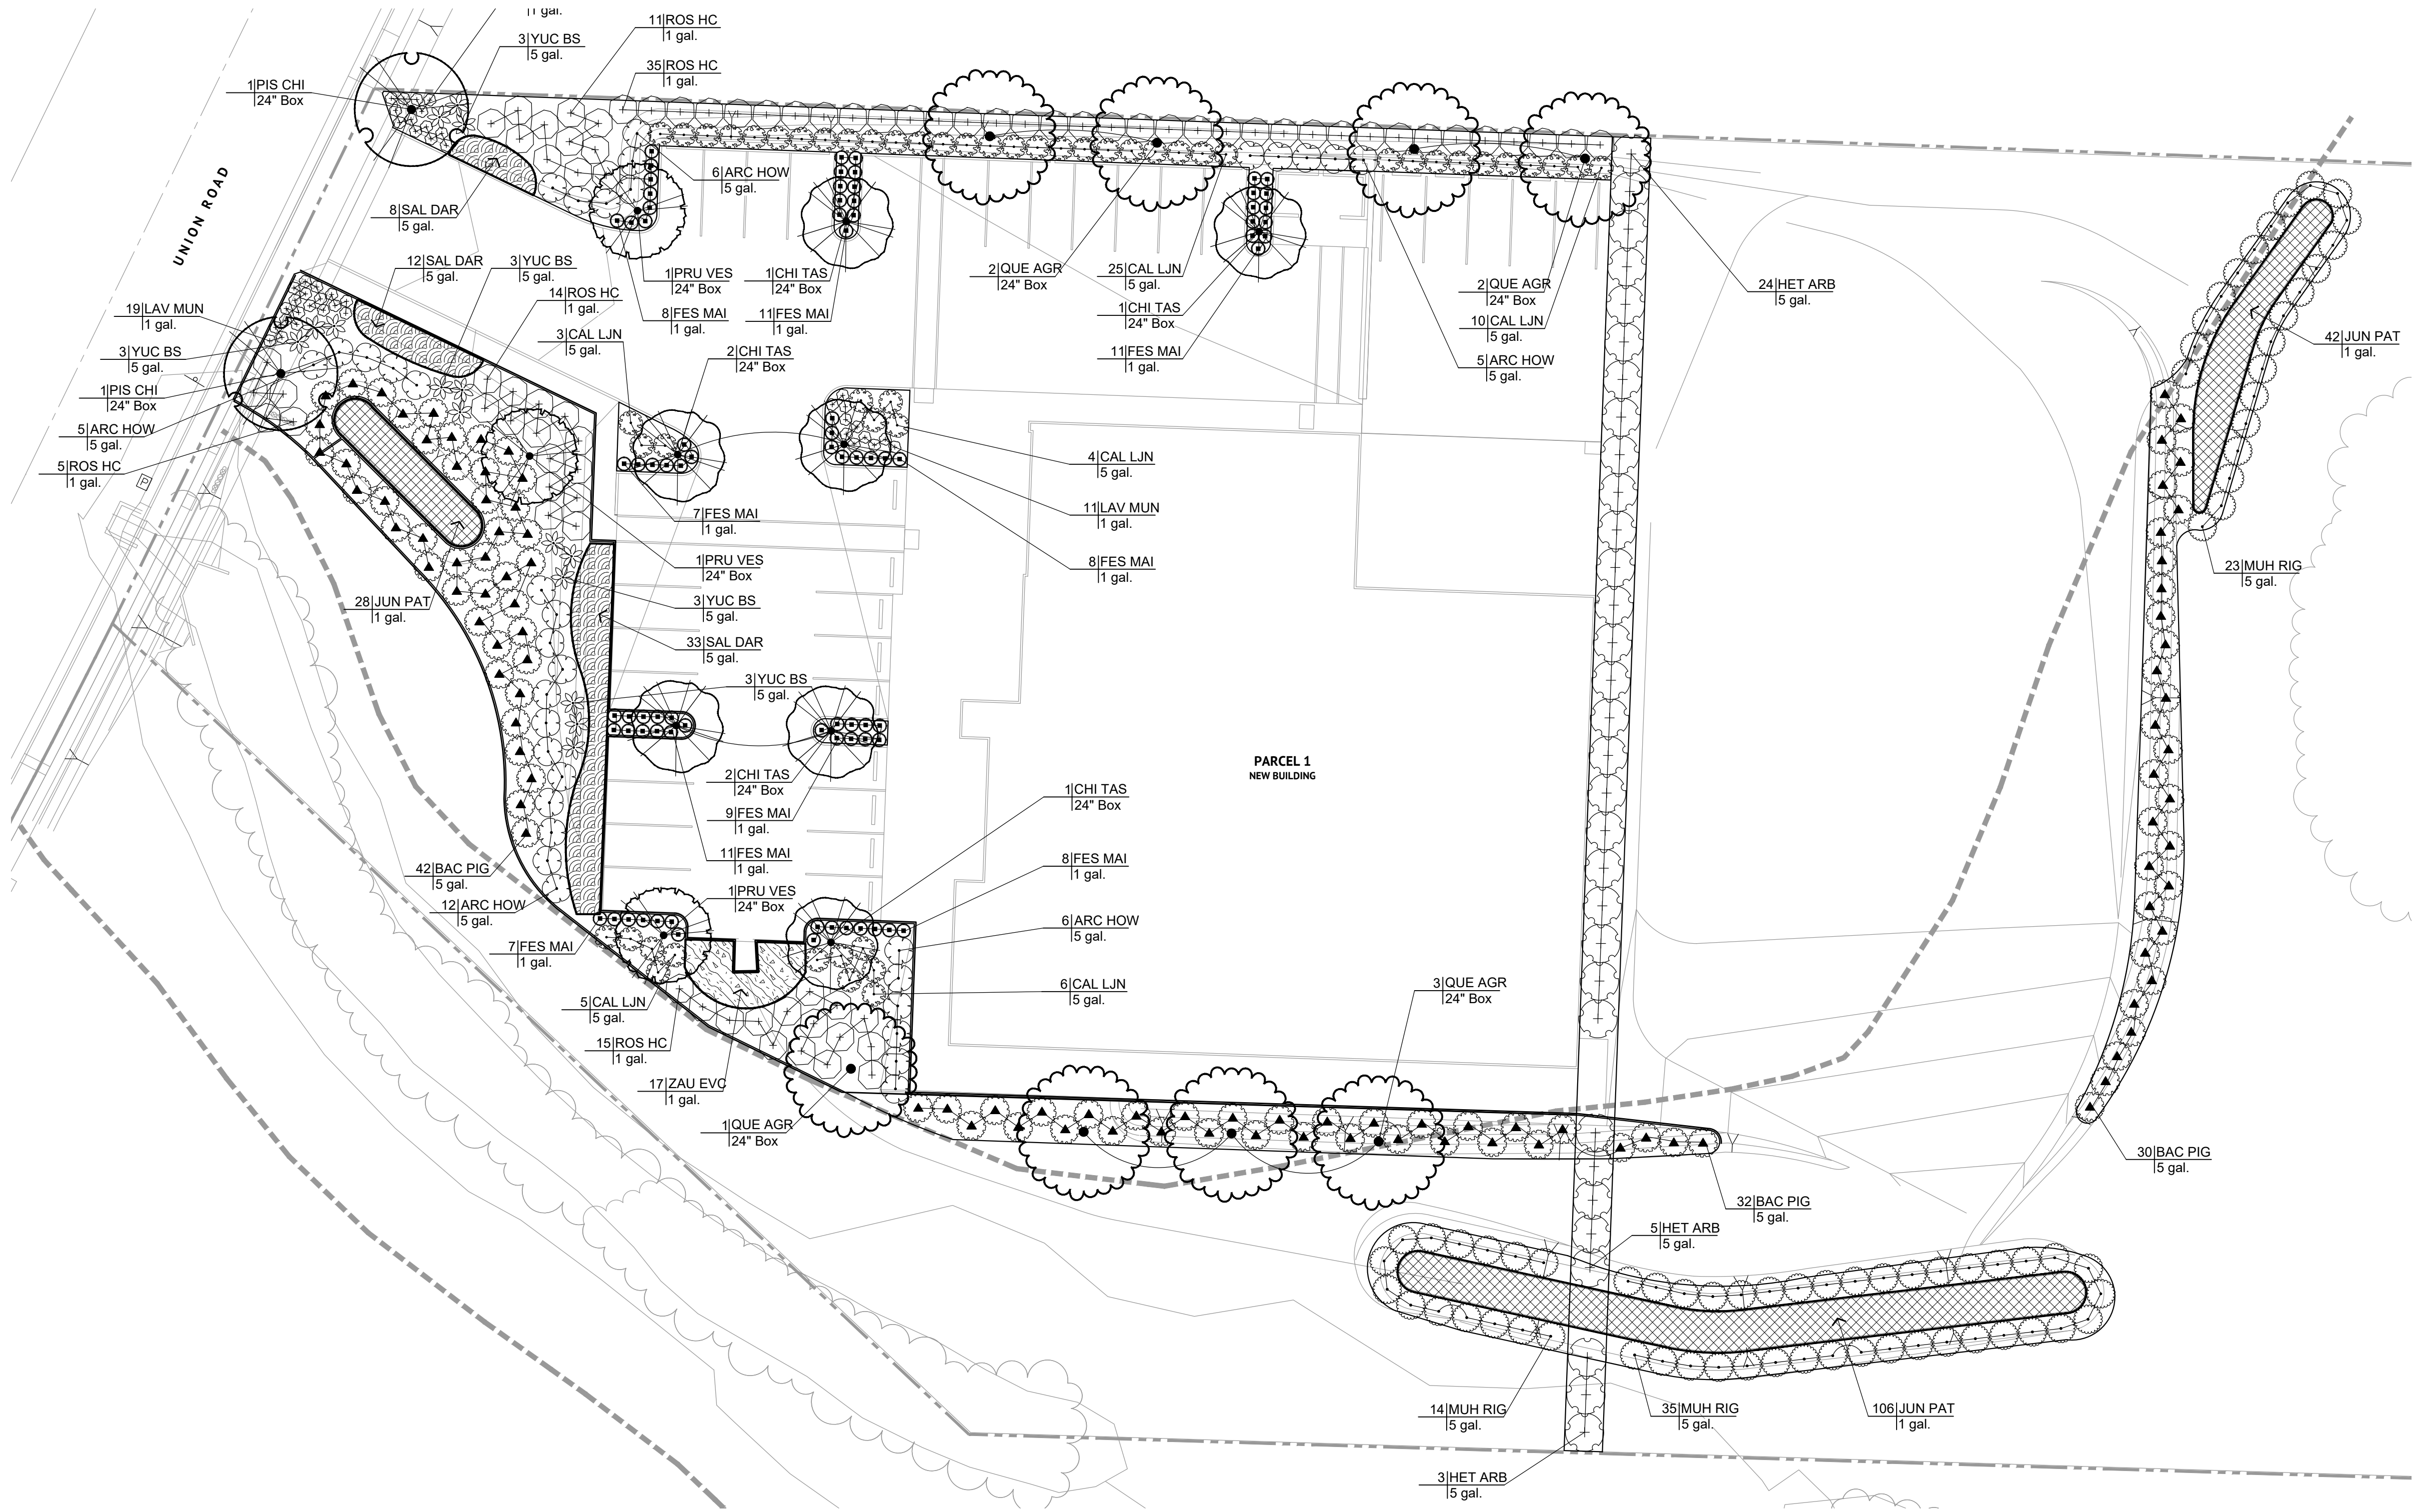 1 gal.
11|ROS HC
1 gal.
3|YUC BS
5 gal.
35|ROS HC
1 gal.
1|PIS CHI
24" Box
UNION ROAD
6|ARC HOW
5 gal.
8|SAL DAR
5 gal.
12|SAL DAR
5 gal.
3|YUC BS
5 gal.
14|ROS HC
1 gal.
1|PRU VES
24" Box
1|CHI TAS
24" Box
2|QUE AGR
24" Box
25|CAL LJN
5 gal.
2|QUE AGR
24" Box
24|HET ARB
5 gal.
19|LAV MUN
1 gal.
8|FES MAI
1 gal.
11|FES MAI
1 gal.
1|CHI TAS
24" Box
10|CAL LJN
5 gal.
3|CAL LJN
5 gal.
42|JUN PAT
1 gal.
3|YUC BS
5 gal.
2|CHI TAS
24" Box
11|FES MAI
1 gal.
5|ARC HOW
5 gal.
1|PIS CHI
24" Box
5|ARC HOW
5 gal.
5|ROS HC
1 gal.
P
P
4|CAL LJN
5 gal.
7|FES MAI
1 gal.
11|LAV MUN
1 gal.
1|PRU VES
24" Box
8|FES MAI
1 gal.
23|MUH RIG
5 gal.
28|JUN PAT
1 gal.
3|YUC BS
5 gal.
33|SAL DAR
5 gal.
3|YUC BS
5 gal.
PARCEL 1
NEW BUILDING
2|CHI TAS
24" Box
1|CHI TAS
24" Box
9|FES MAI
1 gal.
11|FES MAI
1 gal.
8|FES MAI
1 gal.
42|BAC PIG
5 gal.
1|PRU VES
24" Box
12|ARC HOW
5 gal.
6|ARC HOW
5 gal.
7|FES MAI
1 gal.
6|CAL LJN
5 gal.
3|QUE AGR
24" Box
5|CAL LJN
5 gal.
15|ROS HC
1 gal.
17|ZAU EVC
1 gal.
1|QUE AGR
24" Box
30|BAC PIG
5 gal.
32|BAC PIG
5 gal.
5|HET ARB
5 gal.
14|MUH RIG
5 gal.
35|MUH RIG
5 gal.
106|JUN PAT
1 gal.
3|HET ARB
5 gal.